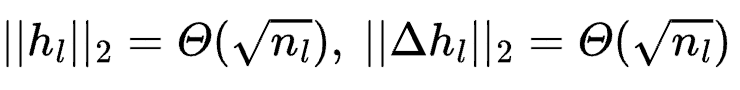 ||h_l||_2 = Θ(√n_l), ||Δh_l||_2 = Θ(√n_l)